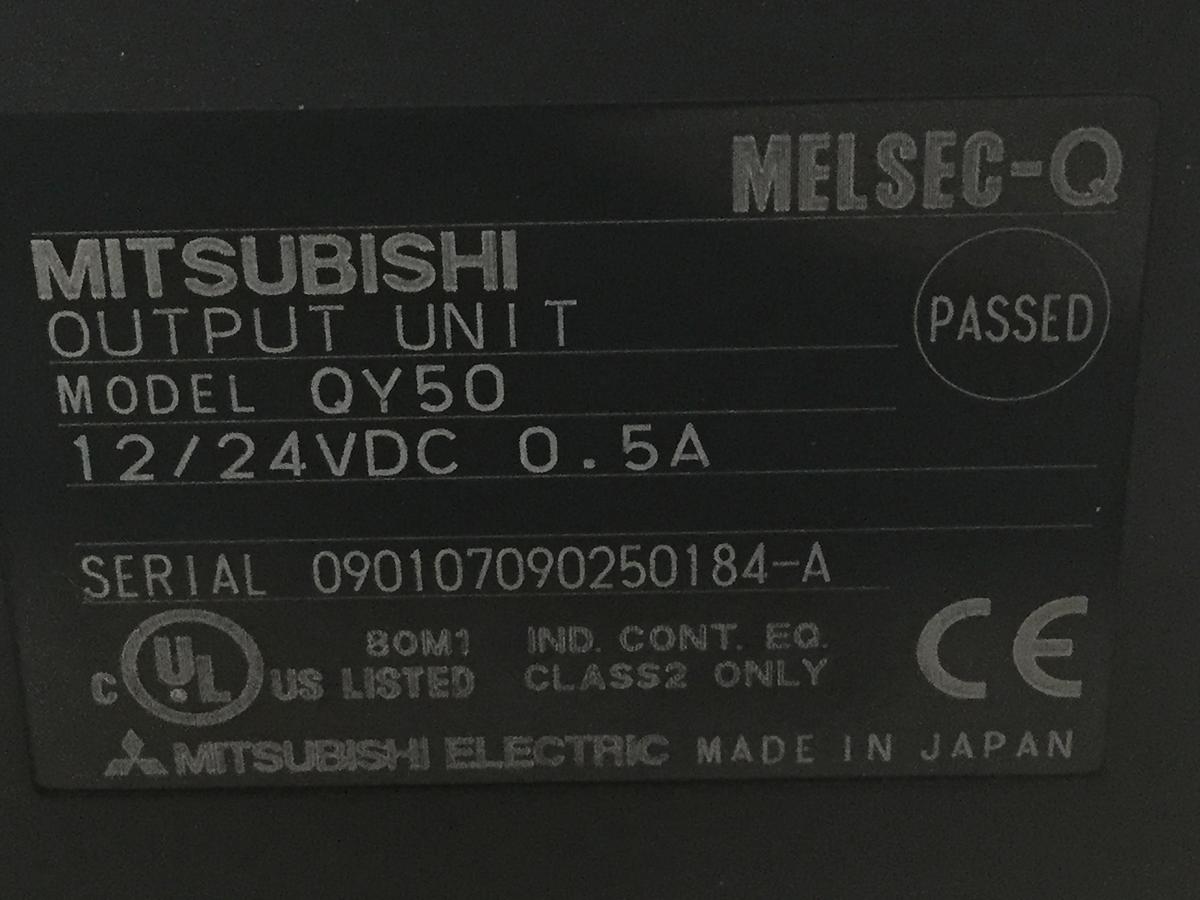 MELSEC-Q
MITSUBISHI
OUTPUT UNIT
PASSED
MODEL QY50
12/24VDC 0.5A
SERIAL 090107090250184-A
C UL US LISTED
80M1 IND. CONT. EQ.
CLASS2 ONLY
CE
MITSUBISHI ELECTRIC MADE IN JAPAN